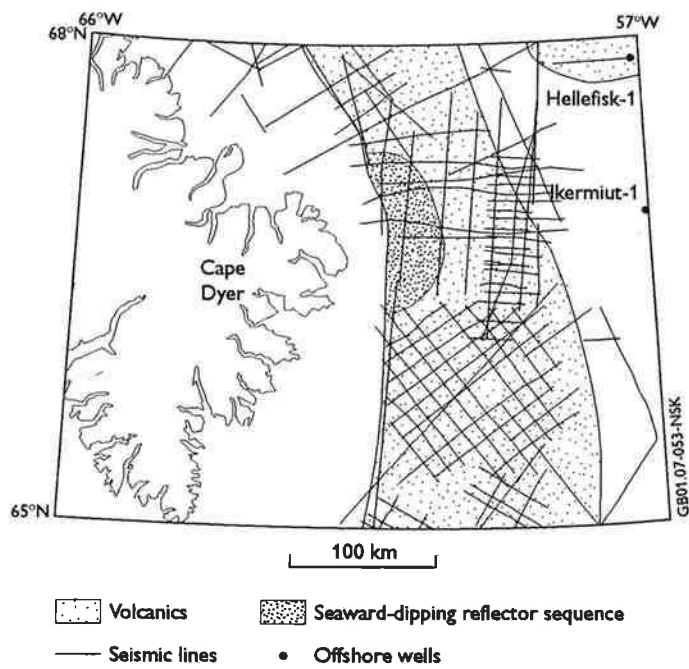 66°W
57°W
68°N
Hellefisk-1
Ikermiut-1
Cape
Dyer
65°N
GB01.07-053-NSK
100 km
Volcanics
Seaward-dipping reflector sequence
Seismic lines
Offshore wells